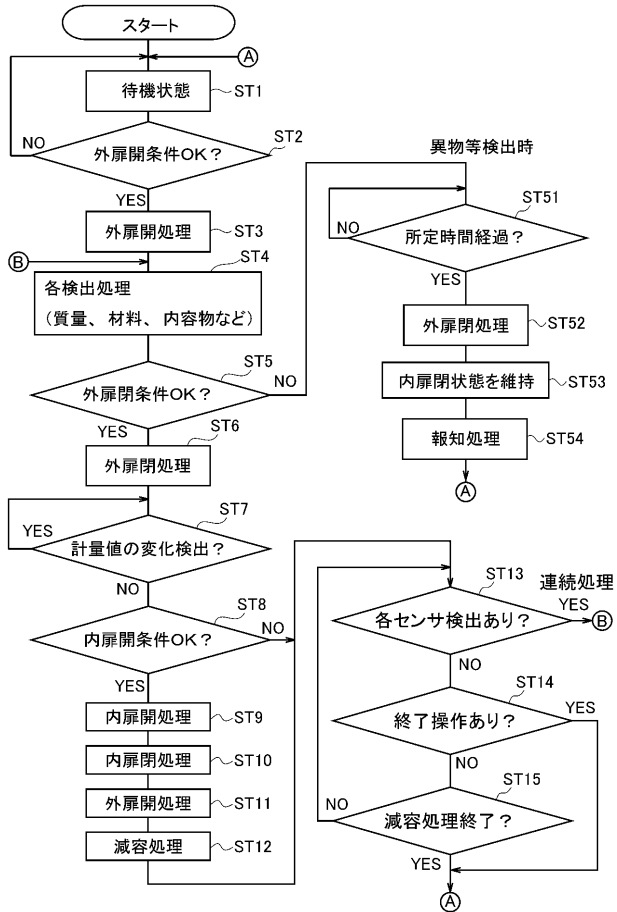 スタート
A
待機状態
ST1
NO
ST2
外扉開条件OK？
YES
外扉開処理
ST3
B
ST4
各検出処理
（質量、材料、内容物など）
ST5
外扉閉条件OK？
NO
YES
ST6
外扉閉処理
ST7
YES
計量値の変化検出？
NO
ST8
内扉開条件OK？
NO
YES
内扉開処理
ST9
内扉閉処理
ST10
外扉開処理
ST11
減容処理
ST12
異物等検出時
ST51
NO
所定時間経過？
YES
外扉閉処理
ST52
内扉閉状態を維持
ST53
報知処理
ST54
A
ST13
連続処理
YES
各センサ検出あり？
B
NO
ST14
YES
終了操作あり？
NO
ST15
NO
減容処理終了？
YES
A